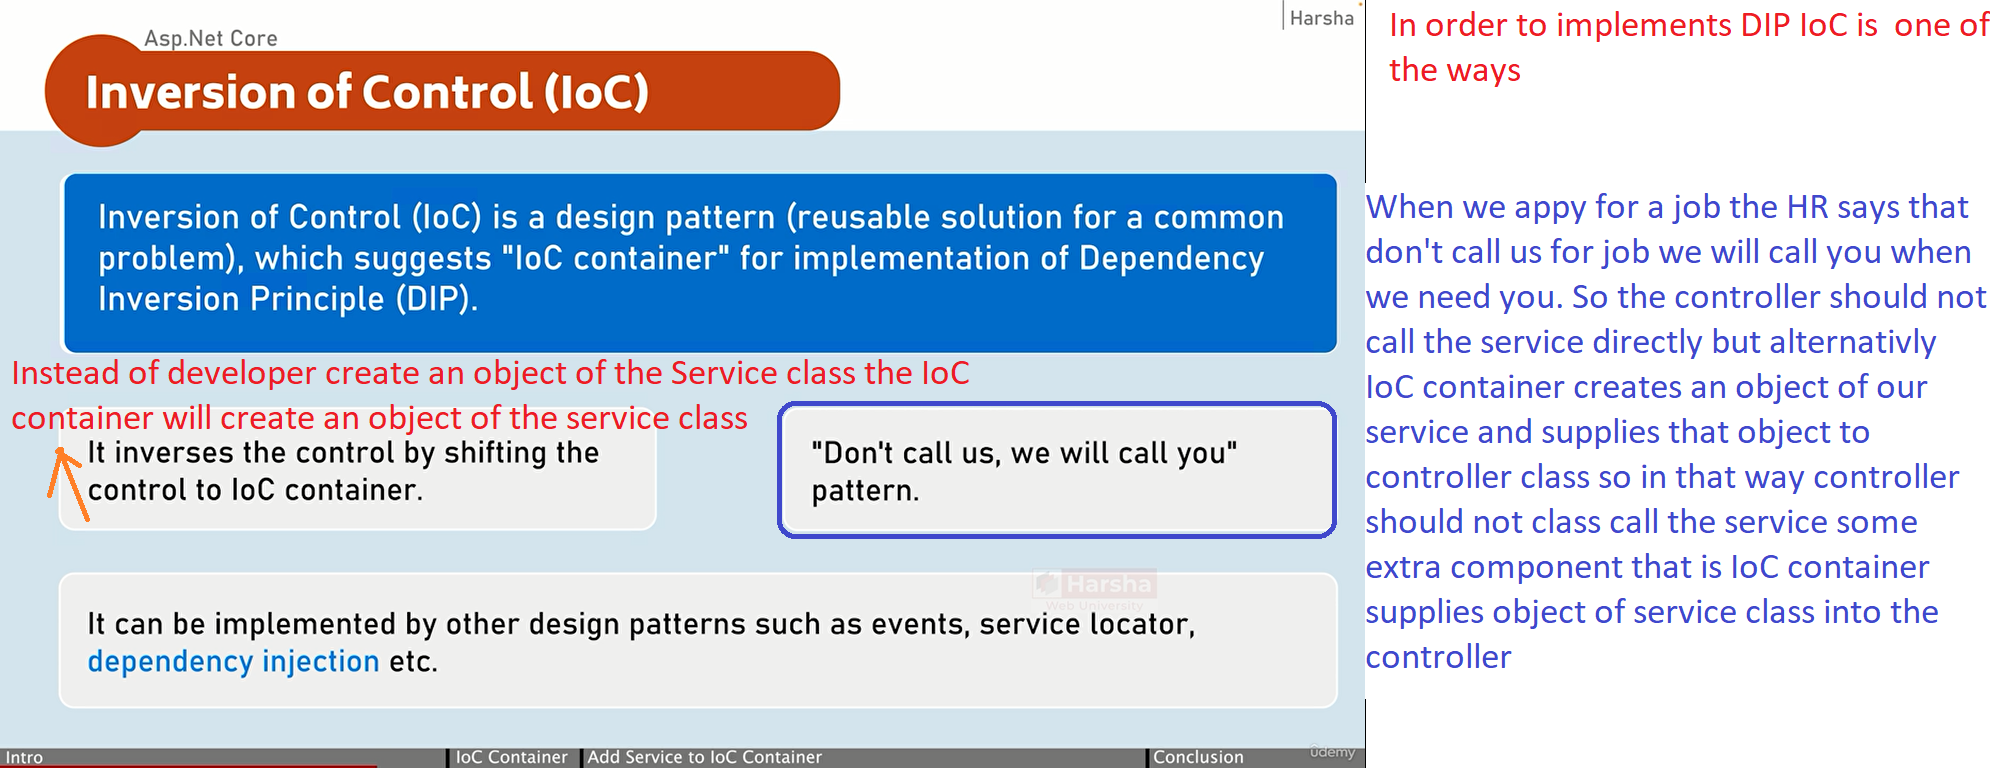 Asp.Net Core
Harsha
Inversion of Control (IoC)
Inversion of Control (IoC) is a design pattern (reusable solution for a common
problem), which suggests "IoC container" for implementation of Dependency
Inversion Principle (DIP).
Instead of developer create an object of the Service class the IoC
container will create an object of the service class
It inverses the control by shifting the
control to IoC container.
"Don't call us, we will call you"
pattern.
Harsha
Web University
It can be implemented by other design patterns such as events, service locator,
dependency injection etc.
Intro
IoC Container
Add Service to IoC Container
Conclusion
ûdemy
In order to implements DIP IoC is one of
the ways
When we appy for a job the HR says that
don't call us for job we will call you when
we need you. So the controller should not
call the service directly but alternativly
IoC container creates an object of our
service and supplies that object to
controller class so in that way controller
should not class call the service some
extra component that is IoC container
supplies object of service class into the
controller